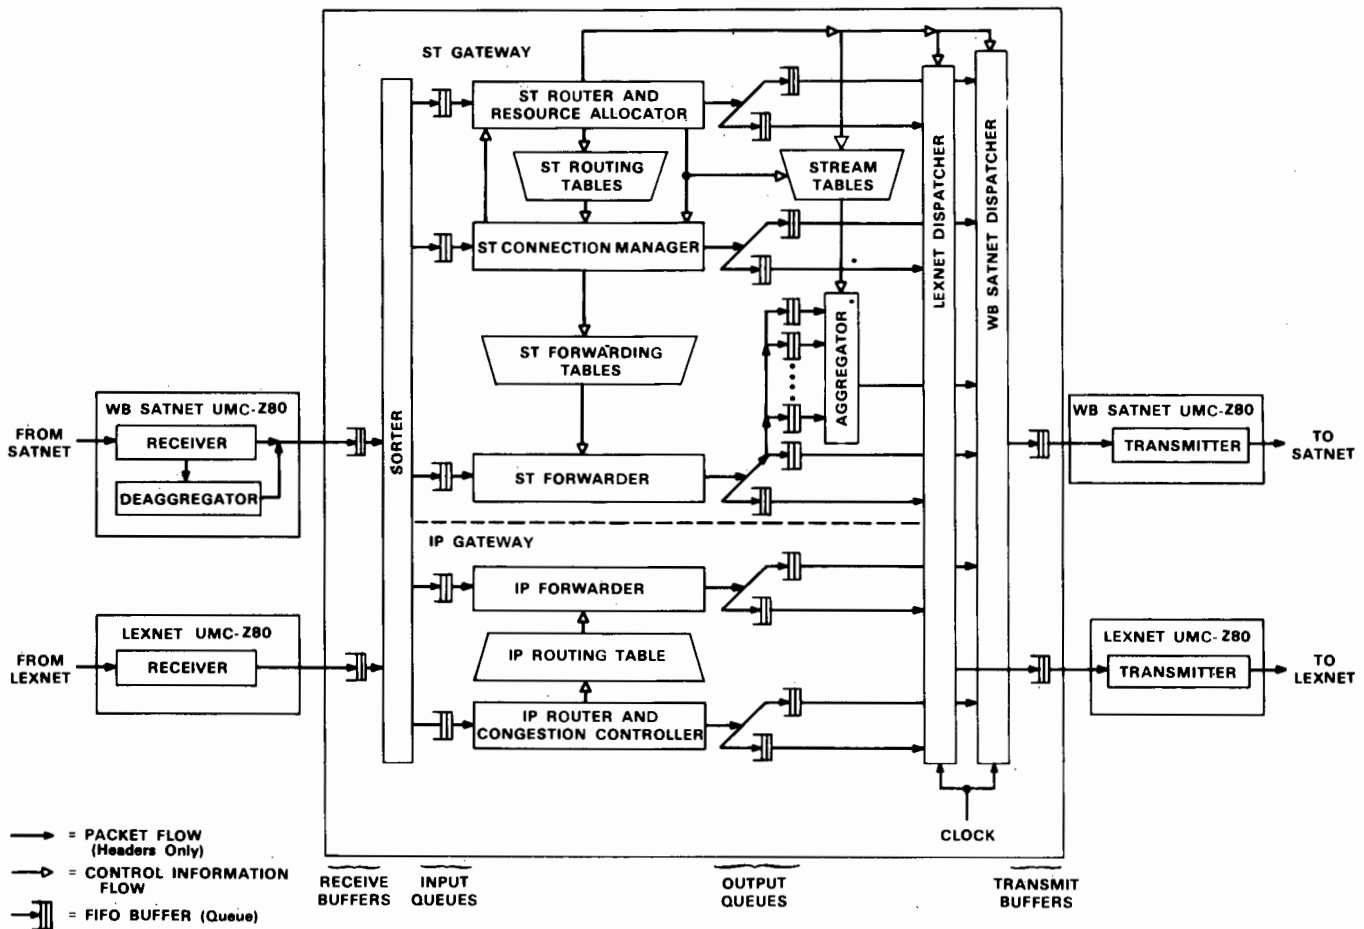 ST GATEWAY
ST ROUTER AND
RESOURCE ALLOCATOR
ST ROUTING
TABLES
STREAM
TABLES
ST CONNECTION MANAGER
ST FORWARDING
TABLES
AGGREGATOR
LEXNET DISPATCHER
WB SATNET DISPATCHER
SORTER
WB SATNET UMC-Z80
FROM
SATNET
RECEIVER
DEAGGREGATOR
ST FORWARDER
WB SATNET UMC-Z80
TRANSMITTER
TO
SATNET
IP GATEWAY
IP FORWARDER
IP ROUTING TABLE
IP ROUTER AND
CONGESTION CONTROLLER
LEXNET UMC-Z80
FROM
LEXNET
RECEIVER
LEXNET UMC-Z80
TRANSMITTER
TO
LEXNET
CLOCK
= PACKET FLOW
(Headers Only)
= CONTROL INFORMATION
FLOW
= FIFO BUFFER (Queue)
RECEIVE
BUFFERS
INPUT
QUEUES
OUTPUT
QUEUES
TRANSMIT
BUFFERS